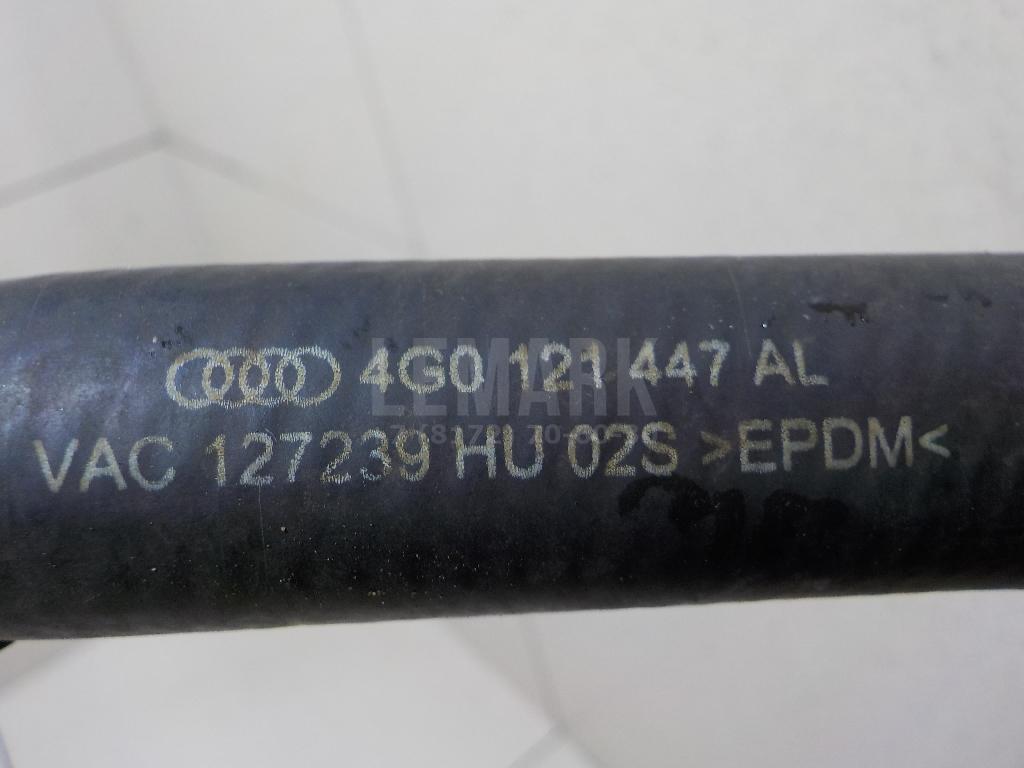 4G0 121 447 AL
LEMARK
VAC 127239 HU 02S >EPDM<